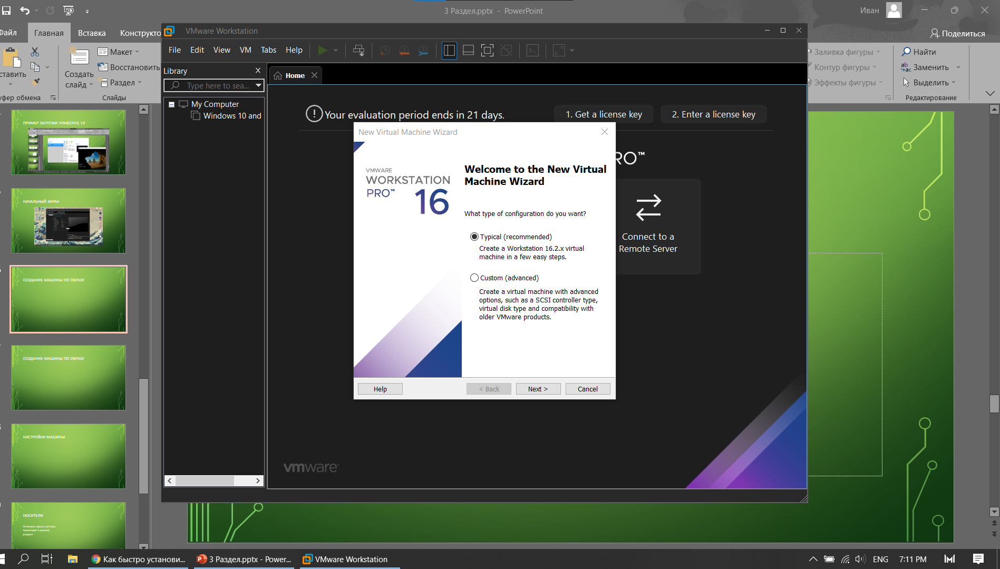 3 Раздел.pptx - PowerPoint
Иван
Файл
Главная
Вставка
Поделиться
Макет
Восстановить
Раздел
Создать
слайд
Слайды
Заливка фигуры
Контур фигуры
Эффекты фигуры
Найти
Заменить
Выделить
Редактирование
VMware Workstation
File Edit View VM Tabs Help
Library
Type here to sea...
My Computer
Windows 10 and
Home
Your evaluation period ends in 21 days.
1. Get a license key
2. Enter a license key
PRO™
Connect to a
Remote Server
vmware
New Virtual Machine Wizard
VMWARE
WORKSTATION
PRO™ 16
Welcome to the New Virtual
Machine Wizard
What type of configuration do you want?
Typical (recommended)
Create a Workstation 16.2.x virtual
machine in a few easy steps.
Custom (advanced)
Create a virtual machine with advanced
options, such as a SCSI controller type,
virtual disk type and compatibility with
older VMware products.
Help
< Back
Next >
Cancel
ПРИМЕР ЗАГРУЗКИ WINDOWS 10
НАЧАЛЬНЫЙ ЭКРАН
СОЗДАНИЕ МАШИНЫ ПО ОБРАЗУ
СОЗДАНИЕ МАШИНЫ ПО ОБРАЗУ
НАСТРОЙКИ МАШИНЫ
НОСИТЕЛИ
Установка образа системы
происходит в данном
разделе
Как быстро установи...
3 Раздел.pptx - Power...
VMware Workstation
ENG
7:11 PM